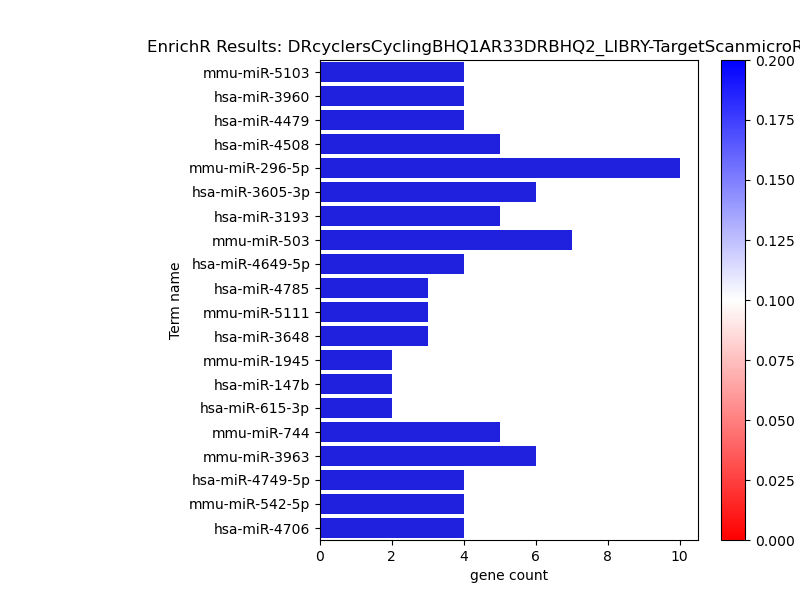 EnrichR Results: DRcyclersCyclingBHQ1AR33DRBHQ2_LIBRY-TargetScanmicroR
mmu-miR-5103
hsa-miR-3960
hsa-miR-4479
hsa-miR-4508
mmu-miR-296-5p
hsa-miR-3605-3p
hsa-miR-3193
mmu-miR-503
hsa-miR-4649-5p
hsa-miR-4785
mmu-miR-5111
hsa-miR-3648
mmu-miR-1945
hsa-miR-147b
hsa-miR-615-3p
mmu-miR-744
mmu-miR-3963
hsa-miR-4749-5p
mmu-miR-542-5p
hsa-miR-4706
Term name
0 2 4 6 8 10
gene count
0.200
0.175
0.150
0.125
0.100
0.075
0.050
0.025
0.000